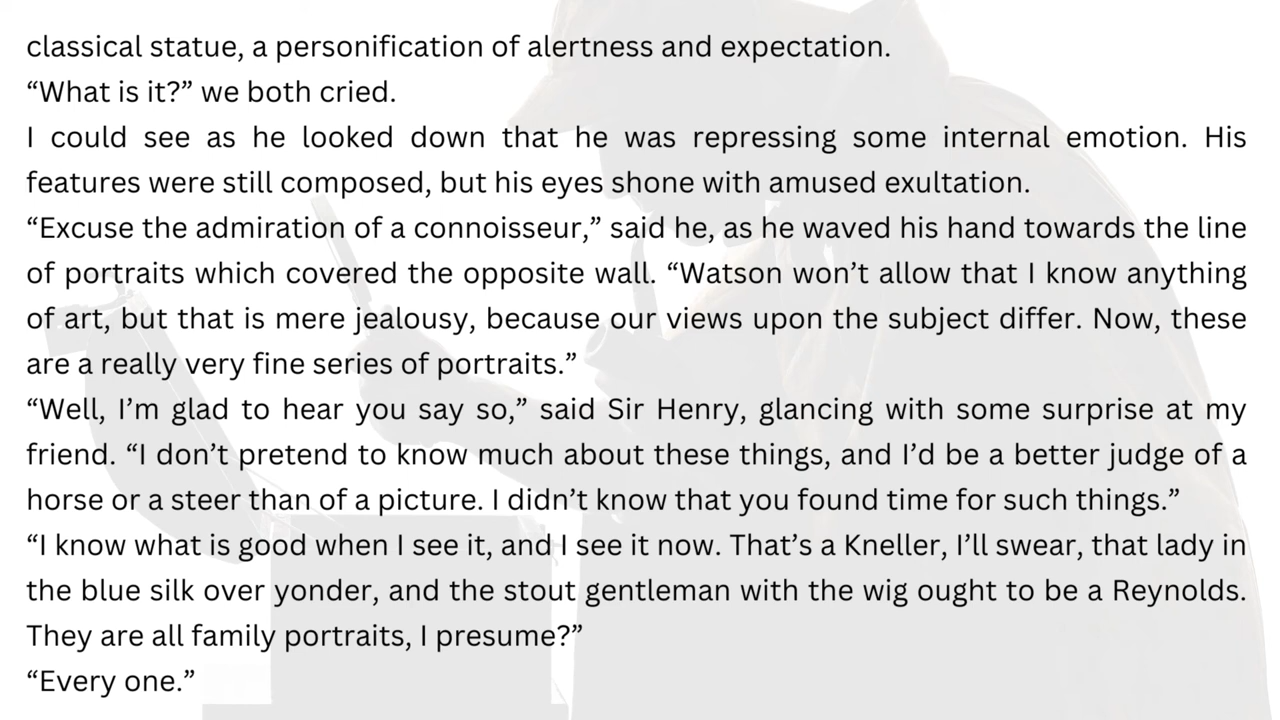 classical statue, a personification of alertness and expectation.
“What is it?” we both cried.
I could see as he looked down that he was repressing some internal emotion. His
features were still composed, but his eyes shone with amused exultation.
“Excuse the admiration of a connoisseur,” said he, as he waved his hand towards the line
of portraits which covered the opposite wall. “Watson won’t allow that I know anything
of art, but that is mere jealousy, because our views upon the subject differ. Now, these
are a really very fine series of portraits.”
“Well, I’m glad to hear you say so,” said Sir Henry, glancing with some surprise at my
friend. “I don’t pretend to know much about these things, and I’d be a better judge of a
horse or a steer than of a picture. I didn’t know that you found time for such things.”
“I know what is good when I see it, and I see it now. That’s a Kneller, I’ll swear, that lady in
the blue silk over yonder, and the stout gentleman with the wig ought to be a Reynolds.
They are all family portraits, I presume?”
“Every one.”